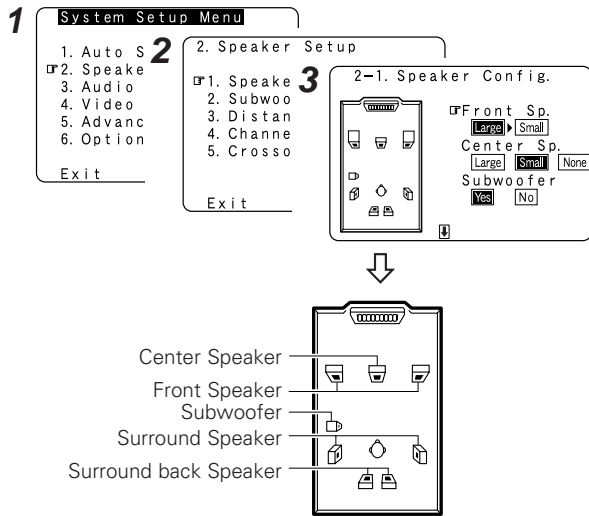 1
System Setup Menu
1. Auto S
☞2. Speake
3. Audio
4. Video
5. Advanc
6. Option
Exit
2
2. Speaker Setup
☞1. Speake
2. Subwoo
3. Distan
4. Channe
5. Crosso
Exit
3
2-1. Speaker Config.
☞Front Sp.
Large Small
Center Sp.
Large Small None
Subwoofer
Yes No
Center Speaker
Front Speaker
Subwoofer
Surround Speaker
Surround back Speaker